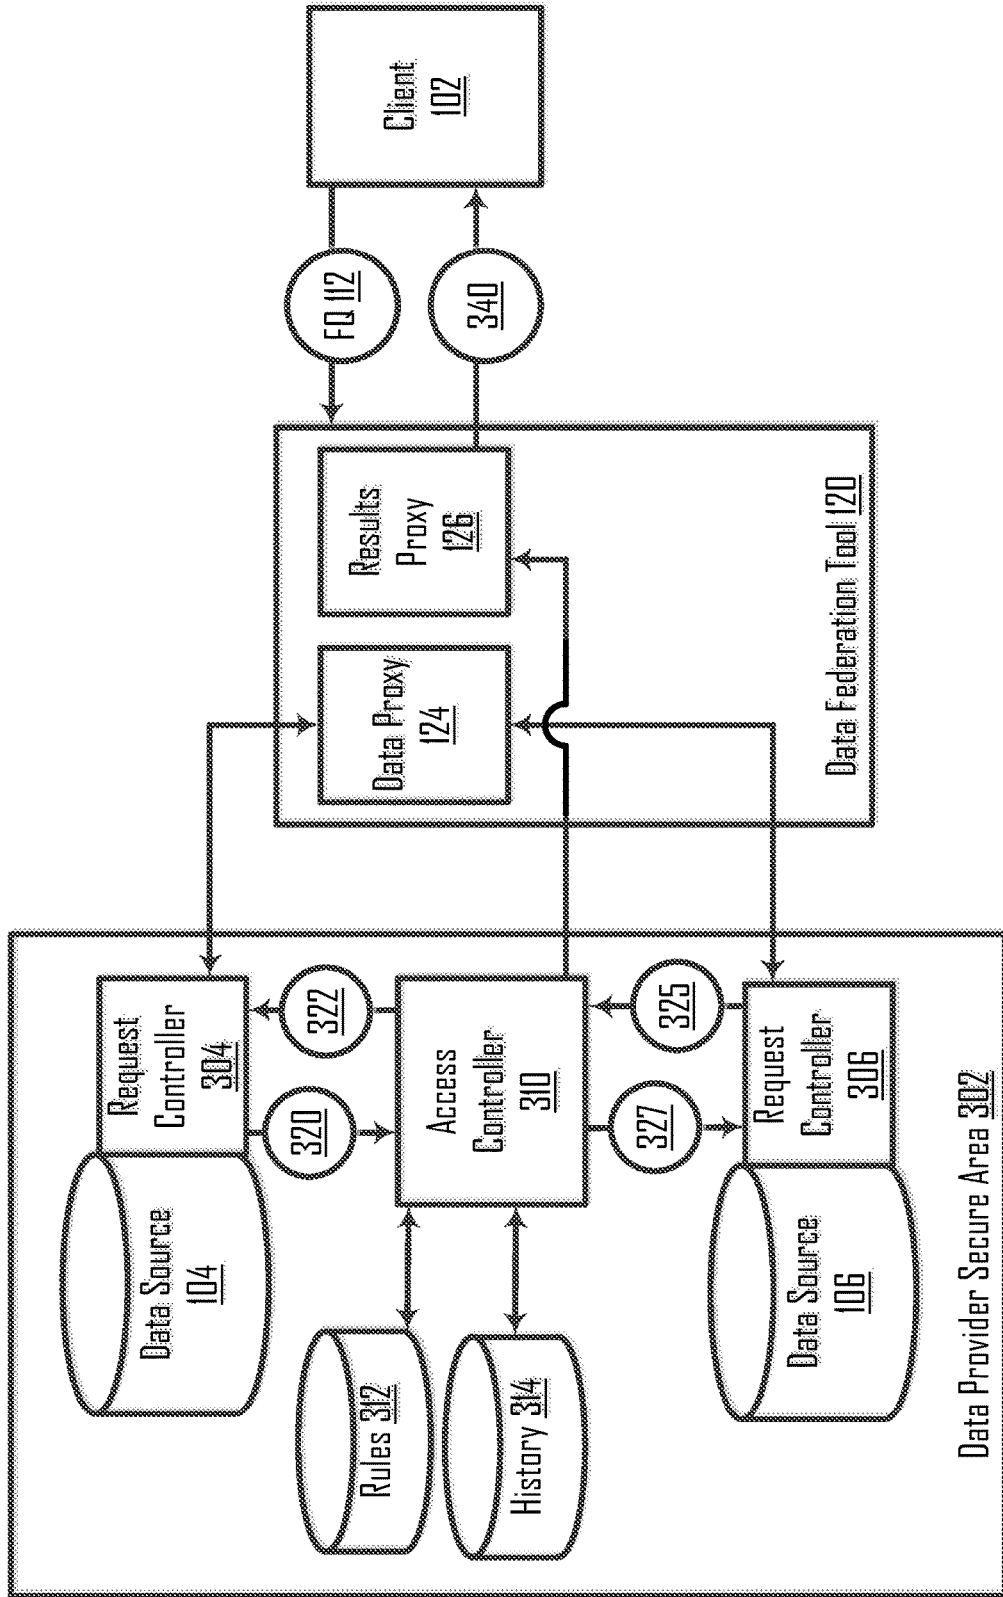 Data Source
104
Request
Controller
304
320
322
Rules 312
History 314
Access
Controller
310
327
325
Data Source
106
Request
Controller
306
Data Provider Secure Area 302
Data Proxy
124
Results
Proxy
126
Data Federation Tool 120
FQ 112
340
Client
102